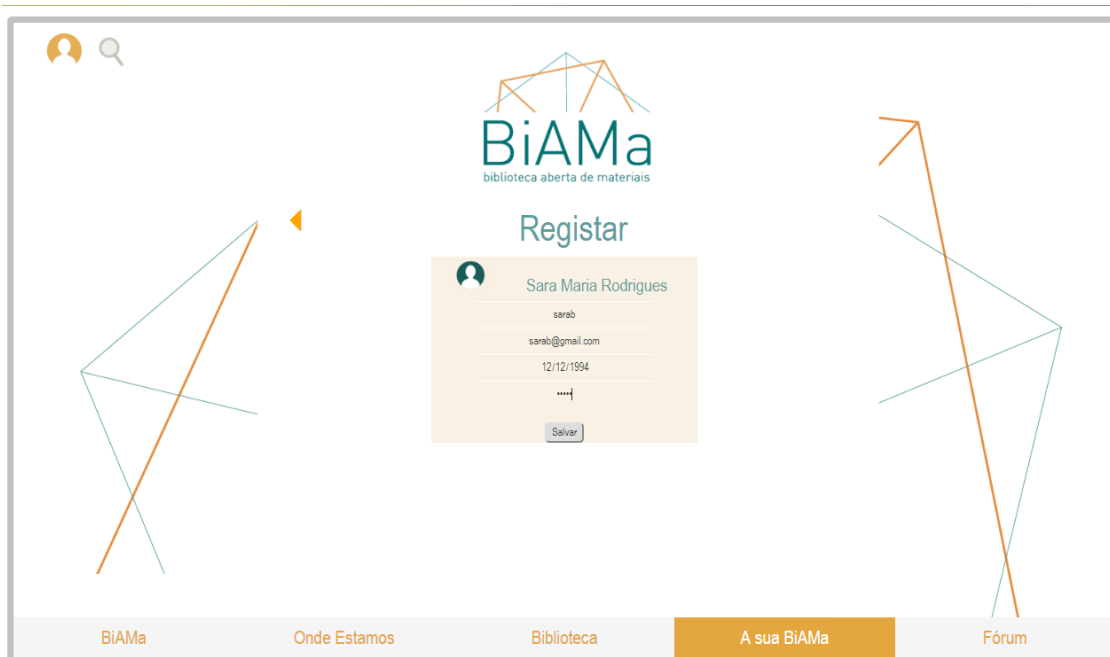 BiAMa
biblioteca aberta de materiais
Registar
Sara Maria Rodrigues
sarab
sarab@gmail.com
12/12/1994
•••••
Salvar
BiAMa
Onde Estamos
Biblioteca
A sua BiAMa
Fórum